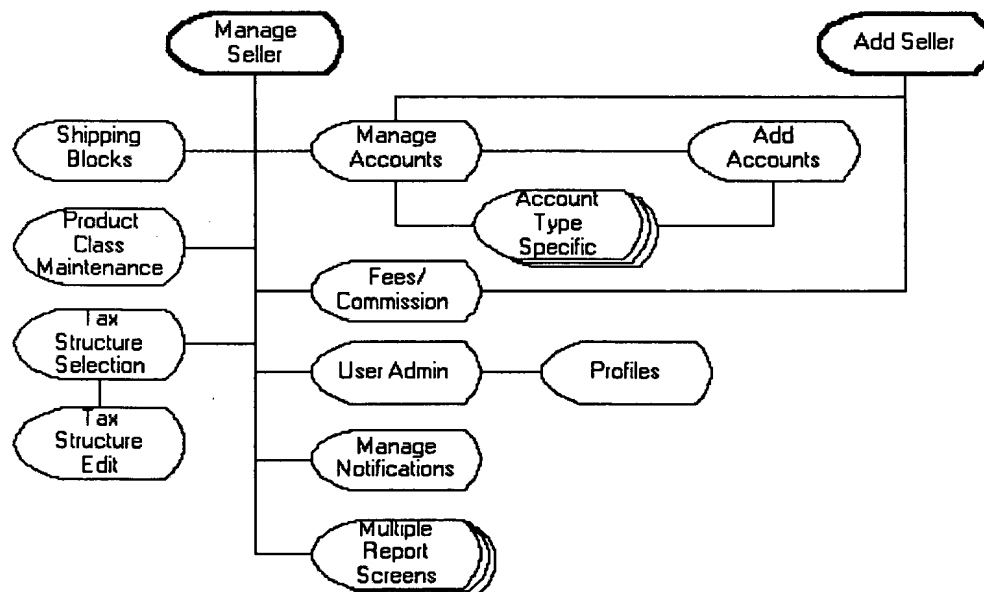 Manage
Seller
Add Seller
Shipping
Blocks
Manage
Accounts
Add
Accounts
Product
Class
Maintenance
Account
Type
Specific
Fees/
Commission
Tax
Structure
Selection
User Admin
Profiles
Tax
Structure
Edit
Manage
Notifications
Multiple
Report
Screens